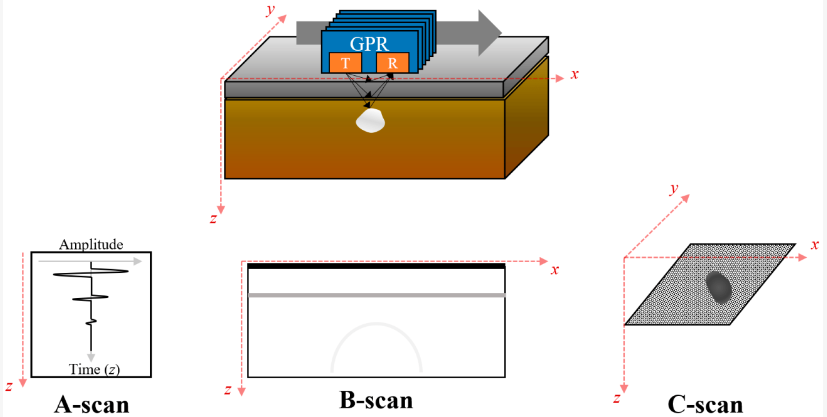 y
GPR
T R
x
z
y
Amplitude
x
x
Time (z)
z
z
z
A-scan
B-scan
C-scan